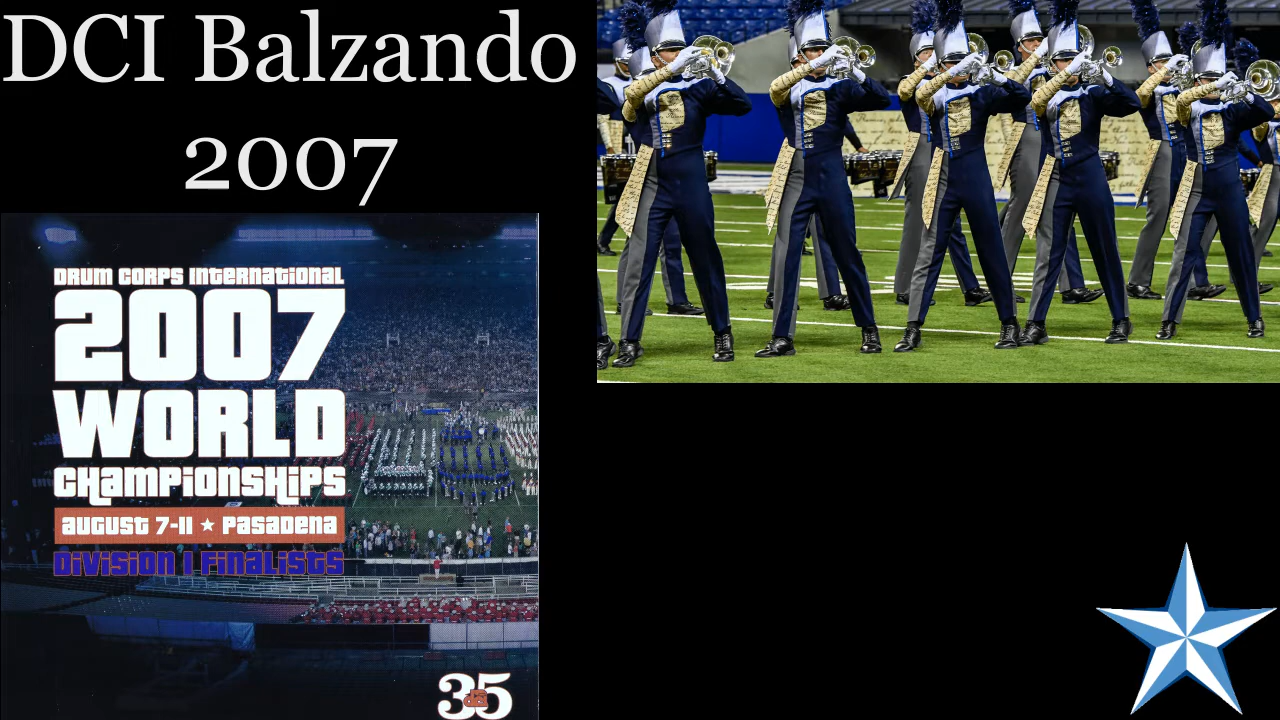 DCI Balzando
2007
DRUM CORPS INTERNATIONAL
2007
WORLD
CHAMPIONSHIPS
AUGUST 7-11 ★ PASADENA
DIVISION I FINALISTS
35